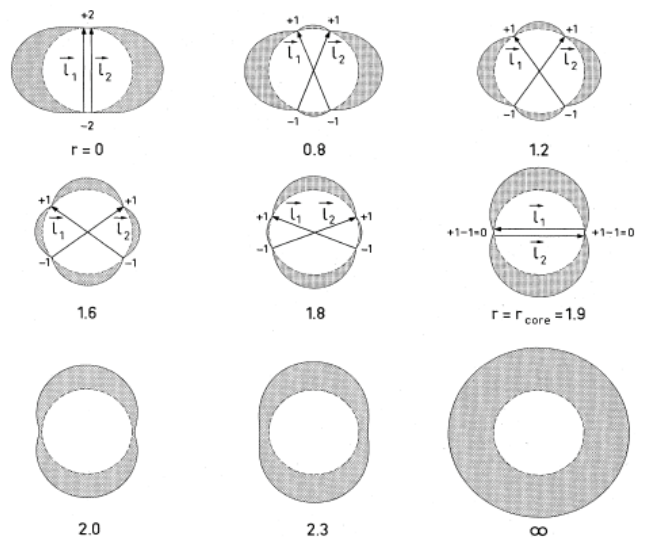 +2
l₁ l₂
−2
r = 0
+1 +1
l₁ l₂
−1 −1
0.8
+1 +1
l₁ l₂
−1 −1
1.2
+1 +1
l₁ l₂
−1 −1
1.6
+1 l₁ l₂ +1
−1 −1
1.8
l₁
+1−1=0 +1−1=0
l₂
r = r core = 1.9
2.0
2.3
∞